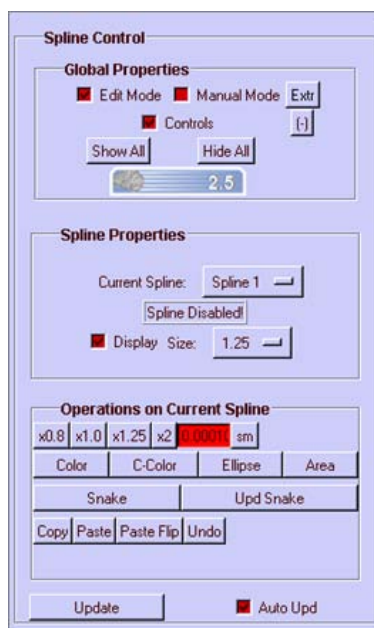 Spline Control
Global Properties
Edit Mode Manual Mode Extr
Controls (-)
Show All Hide All
2.5
Spline Properties
Current Spline: Spline 1
Spline Disabled!
Display Size: 1.25
Operations on Current Spline
x0.8 x1.0 x1.25 x2 sm
Color C-Color Ellipse Area
Snake Upd Snake
Copy Paste Paste Flip Undo
Update Auto Upd